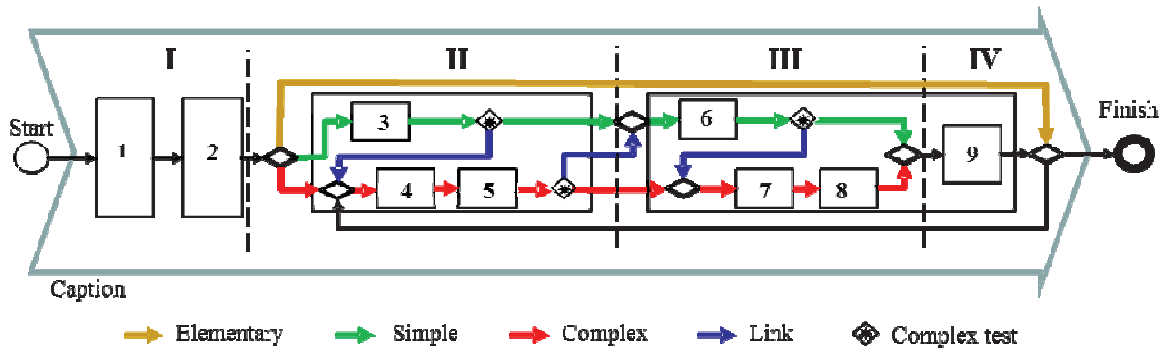 I II III IV
Start
Finish
1 2 3 4 5 6 7 8 9
Caption
Elementary Simple Complex Link Complex test